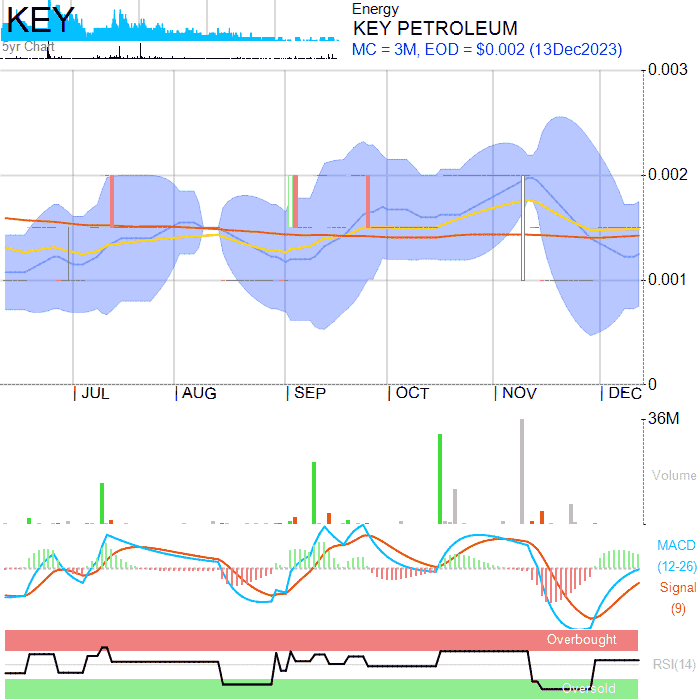 KEY
5yr Chart
Energy
KEY PETROLEUM
MC = 3M, EOD = $0.002 (13Dec2023)
0.003
0.002
0.001
0
| JUL | AUG | SEP | OCT | NOV | DEC
36M
Volume
MACD
(12-26)
Signal
(9)
Overbought
RSI(14)
Oversold